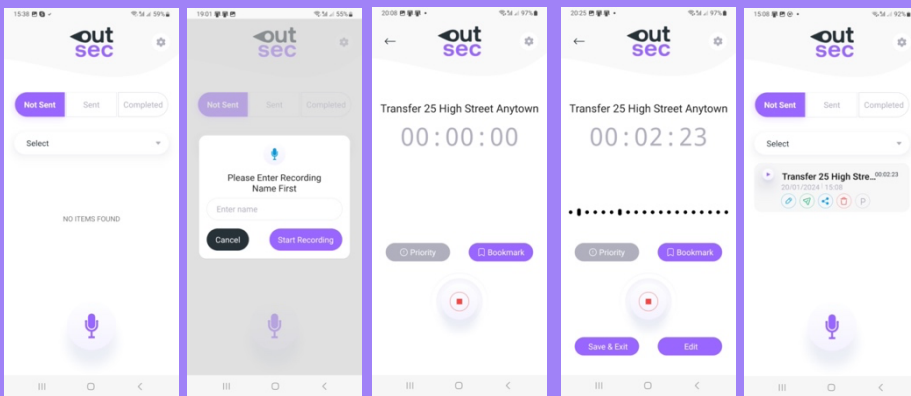 15:38 59%
out
sec
Not Sent Sent Completed
Select
NO ITEMS FOUND
19:01 55%
out
sec
Not Sent Sent Completed
Please Enter Recording
Name First
Enter name
Cancel Start Recording
20:08 97%
out
sec
Transfer 25 High Street Anytown
00:00:00
Priority Bookmark
20:25 97%
out
sec
Transfer 25 High Street Anytown
00:02:23
Priority Bookmark
Save & Exit Edit
15:08 92%
out
sec
Not Sent Sent Completed
Select
Transfer 25 High Stre... 00:02:23
20/01/2024 15:08
P